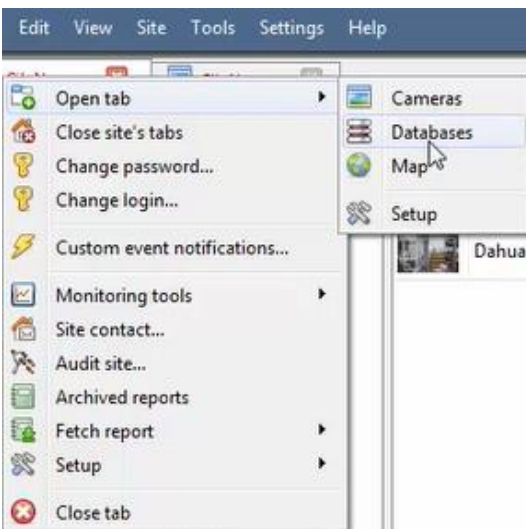 Edit View Site Tools Settings Help
Open tab
Close site's tabs
Change password...
Change login...
Custom event notifications...
Monitoring tools
Site contact...
Audit site...
Archived reports
Fetch report
Setup
Close tab
Cameras
Databases
Map
Setup
Dahua